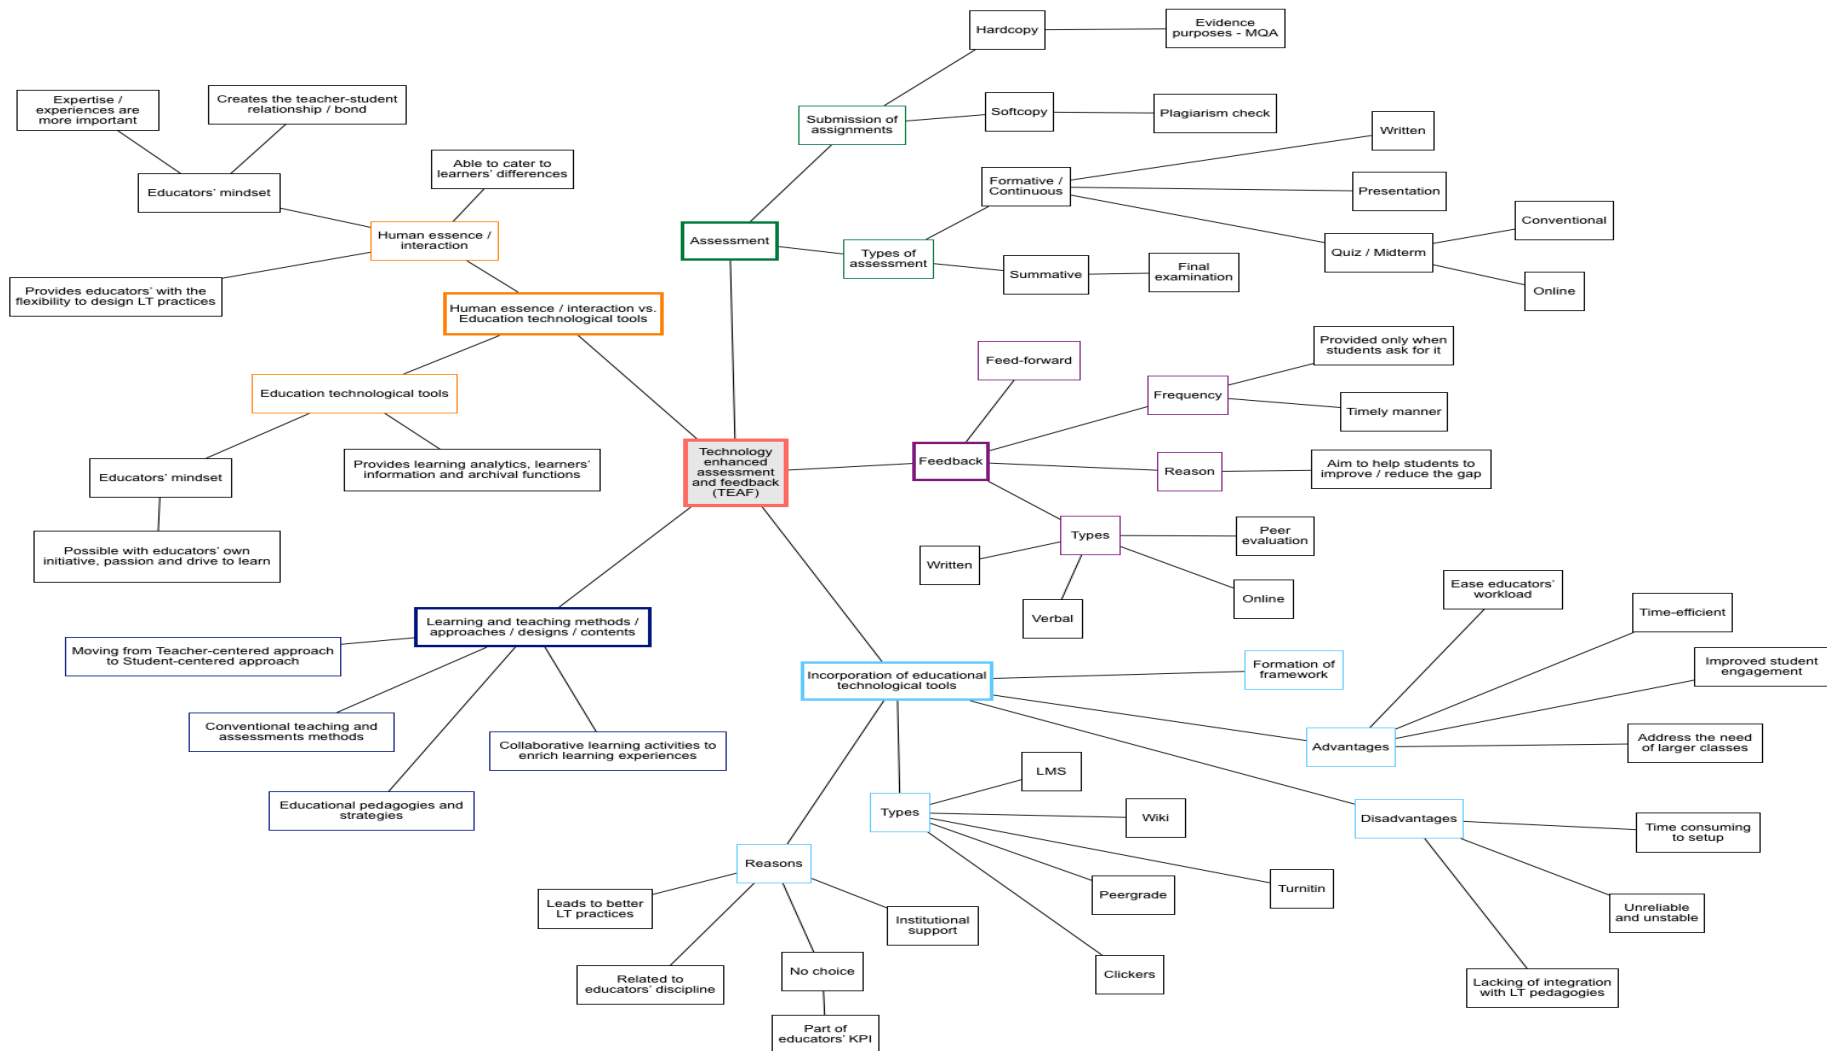 Hardcopy
Evidence
purposes - MQA
Expertise /
experiences are
more important
Creates the teacher-student
relationship / bond
Submission of
assignments
Softcopy
Plagiarism check
Written
Able to cater to
learners' differences
Educators' mindset
Formative /
Continuous
Presentation
Conventional
Human essence /
interaction
Assessment
Types of
assessment
Quiz / Midterm
Summative
Final
examination
Online
Provides educators' with the
flexibility to design LT practices
Human essence / interaction vs.
Education technological tools
Provided only when
students ask for it
Feed-forward
Education technological tools
Frequency
Timely manner
Technology
enhanced
assessment
and feedback
(TEAF)
Feedback
Reason
Aim to help students to
improve / reduce the gap
Educators' mindset
Provides learning analytics, learners'
information and archival functions
Possible with educators' own
initiative, passion and drive to learn
Types
Peer
evaluation
Written
Verbal
Online
Ease educators'
workload
Time-efficient
Learning and teaching methods /
approaches / designs / contents
Moving from Teacher-centered approach
to Student-centered approach
Incorporation of educational
technological tools
Formation of
framework
Improved student
engagement
Conventional teaching and
assessments methods
Collaborative learning activities to
enrich learning experiences
Advantages
Address the need
of larger classes
LMS
Educational pedagogies and
strategies
Types
Wiki
Disadvantages
Time consuming
to setup
Reasons
Peergrade
Turnitin
Leads to better
LT practices
Institutional
support
Unreliable
and unstable
Related to
educators' discipline
No choice
Clickers
Lacking of integration
with LT pedagogies
Part of
educators' KPI